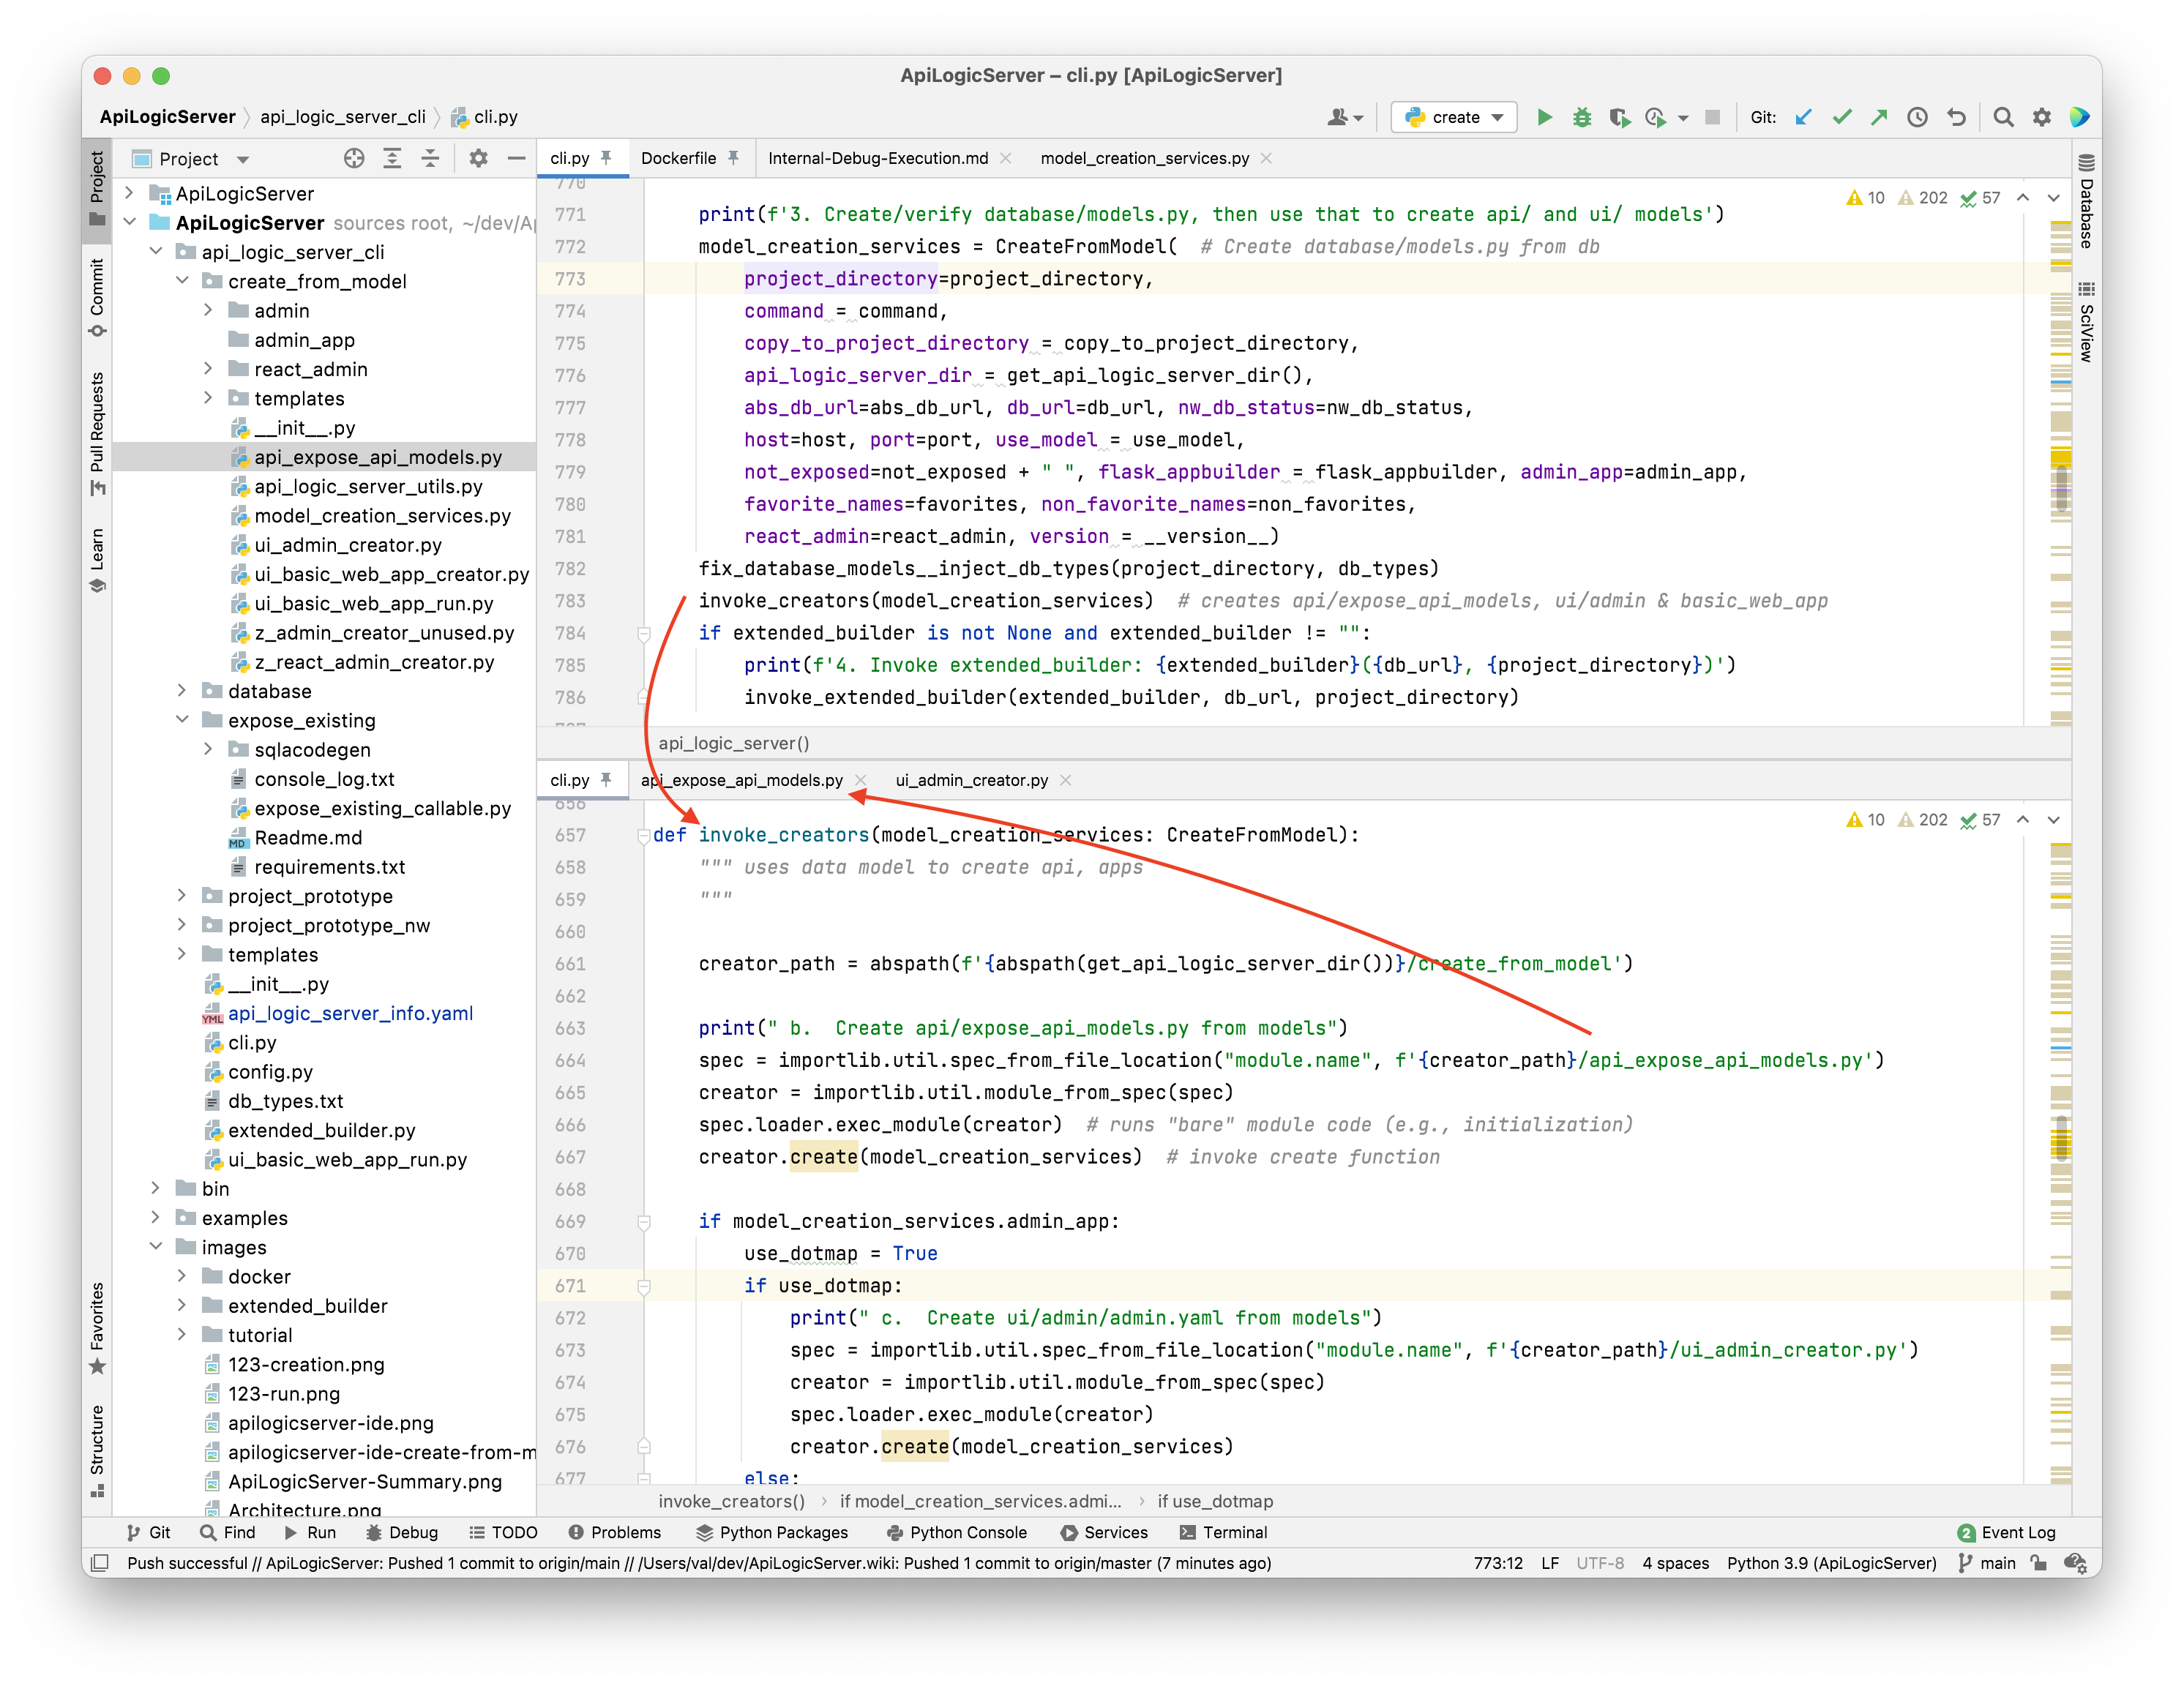 ApiLogicServer – cli.py [ApiLogicServer]
ApiLogicServer api_logic_server_cli cli.py
create
Git:
Project
cli.py Dockerfile Internal-Debug-Execution.md model_creation_services.py
Project
Commit
Pull Requests
Learn
Favorites
Structure
ApiLogicServer
ApiLogicServer sources root, ~/dev/A
api_logic_server_cli
create_from_model
admin
admin_app
react_admin
templates
__init__.py
api_expose_api_models.py
api_logic_server_utils.py
model_creation_services.py
ui_admin_creator.py
ui_basic_web_app_creator.py
ui_basic_web_app_run.py
z_admin_creator_unused.py
z_react_admin_creator.py
database
expose_existing
sqlacodegen
console_log.txt
expose_existing_callable.py
MD Readme.md
requirements.txt
project_prototype
project_prototype_nw
templates
__init__.py
YML api_logic_server_info.yaml
cli.py
config.py
db_types.txt
extended_builder.py
ui_basic_web_app_run.py
bin
examples
images
docker
extended_builder
tutorial
123-creation.png
123-run.png
apilogicserver-ide.png
apilogicserver-ide-create-from-m
ApiLogicServer-Summary.png
Architecture.png
770
10 202 57
771 print(f'3. Create/verify database/models.py, then use that to create api/ and ui/ models')
772 model_creation_services = CreateFromModel(  # Create database/models.py from db
773 project_directory=project_directory,
774 command = command,
775 copy_to_project_directory = copy_to_project_directory,
776 api_logic_server_dir = get_api_logic_server_dir(),
777 abs_db_url=abs_db_url, db_url=db_url, nw_db_status=nw_db_status,
778 host=host, port=port, use_model = use_model,
779 not_exposed=not_exposed + " ", flask_appbuilder = flask_appbuilder, admin_app=admin_app,
780 favorite_names=favorites, non_favorite_names=non_favorites,
781 react_admin=react_admin, version = __version__)
782 fix_database_models__inject_db_types(project_directory, db_types)
783 invoke_creators(model_creation_services)  # creates api/expose_api_models, ui/admin & basic_web_app
784 if extended_builder is not None and extended_builder != "":
785 print(f'4. Invoke extended_builder: {extended_builder}({db_url}, {project_directory})')
786 invoke_extended_builder(extended_builder, db_url, project_directory)
787
api_logic_server()
cli.py api_expose_api_models.py ui_admin_creator.py
656
10 202 57
657 def invoke_creators(model_creation_services: CreateFromModel):
658 """ uses data model to create api, apps
659 """
660
661 creator_path = abspath(f'{abspath(get_api_logic_server_dir())}/create_from_model')
662
663 print(" b.  Create api/expose_api_models.py from models")
664 spec = importlib.util.spec_from_file_location("module.name", f'{creator_path}/api_expose_api_models.py')
665 creator = importlib.util.module_from_spec(spec)
666 spec.loader.exec_module(creator)  # runs "bare" module code (e.g., initialization)
667 creator.create(model_creation_services)  # invoke create function
668
669 if model_creation_services.admin_app:
670 use_dotmap = True
671 if use_dotmap:
672 print(" c.  Create ui/admin/admin.yaml from models")
673 spec = importlib.util.spec_from_file_location("module.name", f'{creator_path}/ui_admin_creator.py')
674 creator = importlib.util.module_from_spec(spec)
675 spec.loader.exec_module(creator)
676 creator.create(model_creation_services)
677 else:
invoke_creators() if model_creation_services.admi... if use_dotmap
Database
SciView
Git Find Run Debug TODO Problems Python Packages Python Console Services Terminal 2 Event Log
Push successful // ApiLogicServer: Pushed 1 commit to origin/main // /Users/val/dev/ApiLogicServer.wiki: Pushed 1 commit to origin/master (7 minutes ago) 773:12 LF UTF-8 4 spaces Python 3.9 (ApiLogicServer) main